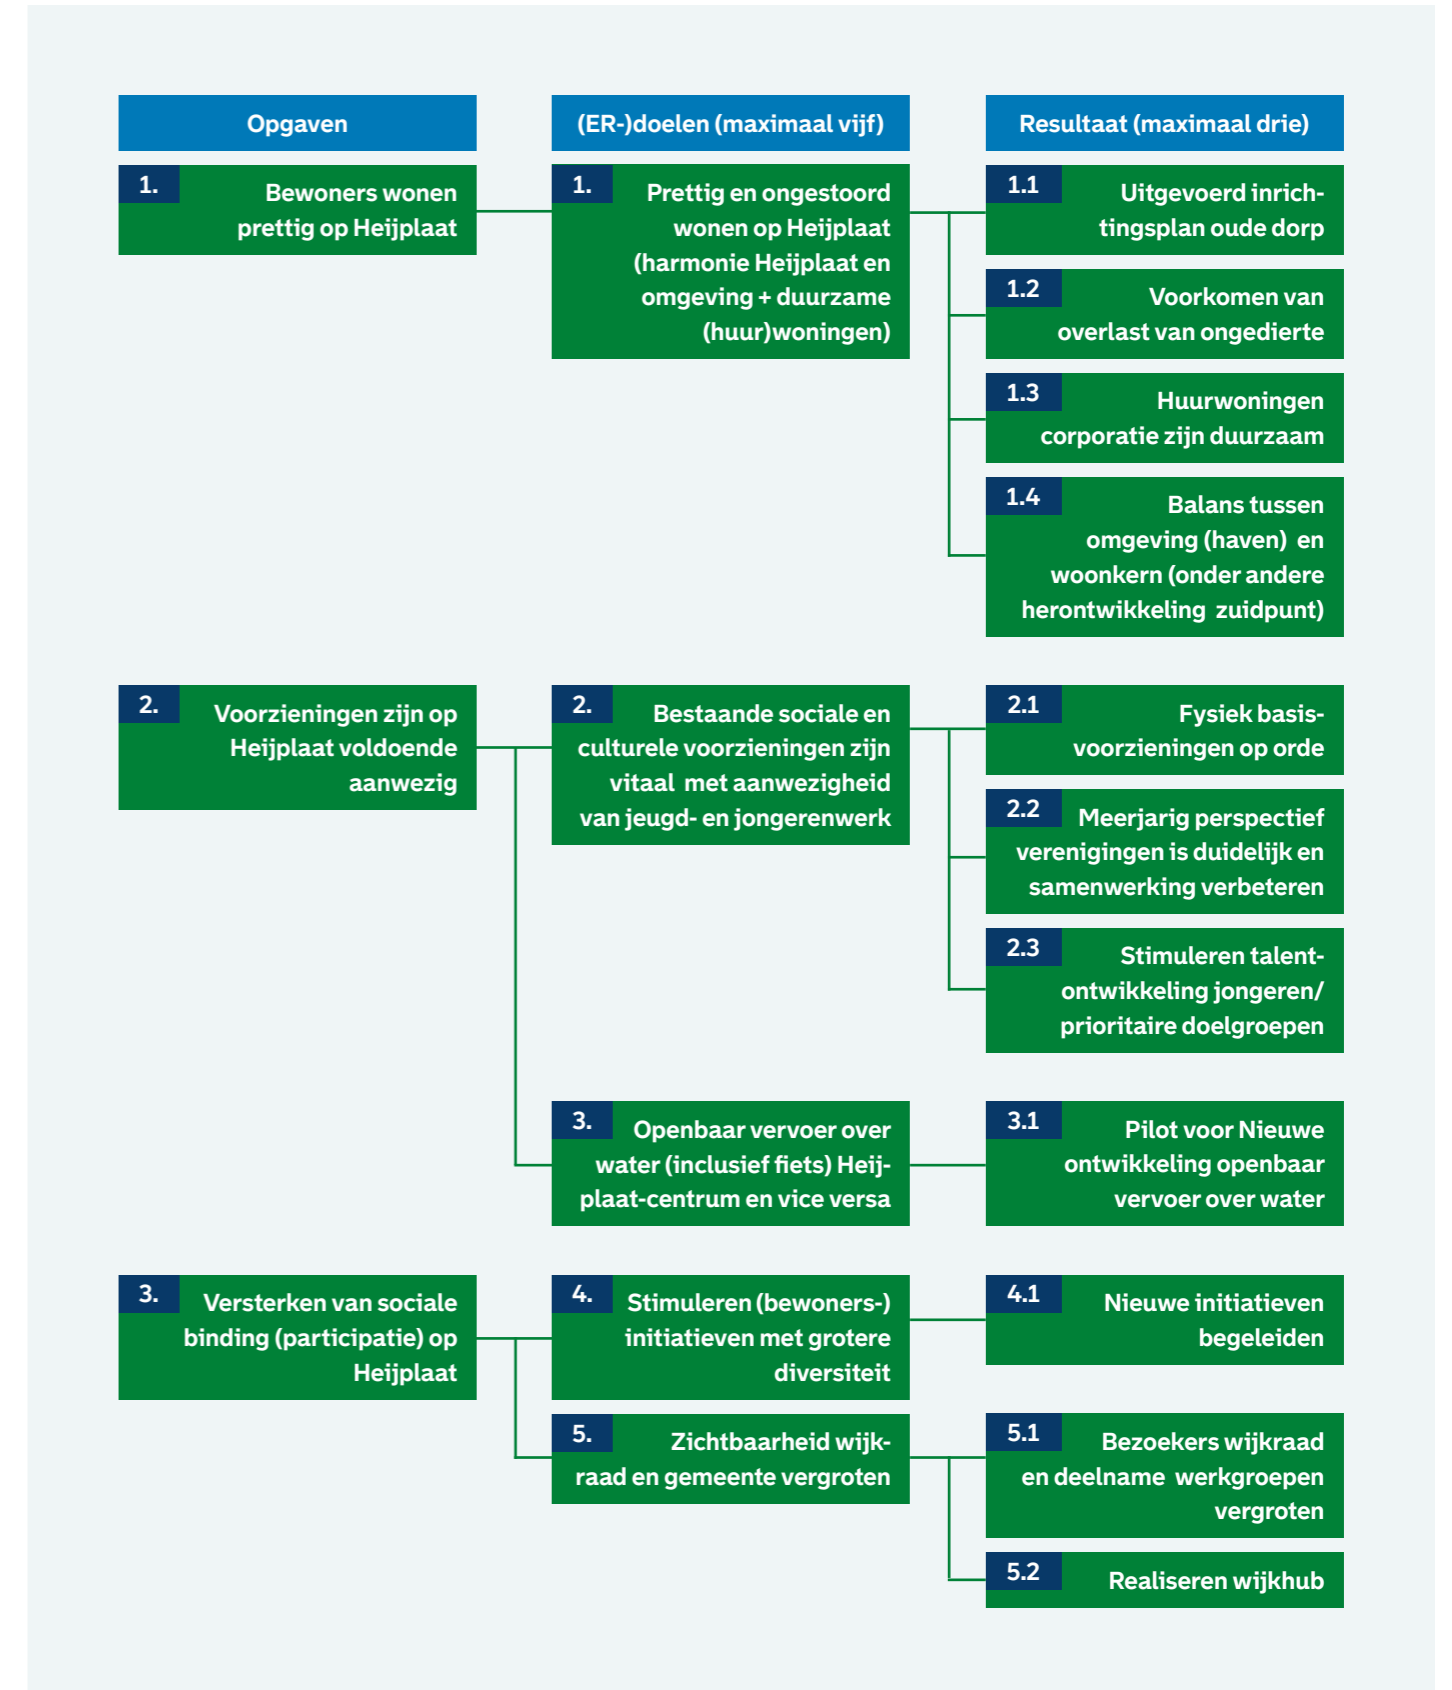 Opgaven
(ER-)doelen (maximaal vijf)
Resultaat (maximaal drie)
1.
Bewoners wonen
prettig op Heijplaat
1.
Prettig en ongestoord
wonen op Heijplaat
(harmonie Heijplaat en
omgeving + duurzame
(huur)woningen)
1.1
Uitgevoerd inrich-
tingsplan oude dorp
1.2
Voorkomen van
overlast van ongedierte
1.3
Huurwoningen
corporatie zijn duurzaam
1.4
Balans tussen
omgeving (haven) en
woonkern (onder andere
herontwikkeling zuidpunt)
2.
Voorzieningen zijn op
Heijplaat voldoende
aanwezig
2.
Bestaande sociale en
culturele voorzieningen zijn
vitaal met aanwezigheid
van jeugd- en jongerenwerk
2.1
Fysiek basis-
voorzieningen op orde
2.2
Meerjarig perspectief
verenigingen is duidelijk en
samenwerking verbeteren
2.3
Stimuleren talent-
ontwikkeling jongeren/
prioritaire doelgroepen
3.
Openbaar vervoer over
water (inclusief fiets) Heij-
plaat-centrum en vice versa
3.1
Pilot voor Nieuwe
ontwikkeling openbaar
vervoer over water
3.
Versterken van sociale
binding (participatie) op
Heijplaat
4.
Stimuleren (bewoners-)
initiatieven met grotere
diversiteit
4.1
Nieuwe initiatieven
begeleiden
5.
Zichtbaarheid wijk-
raad en gemeente vergroten
5.1
Bezoekers wijkraad
en deelname werkgroepen
vergroten
5.2
Realiseren wijkhub